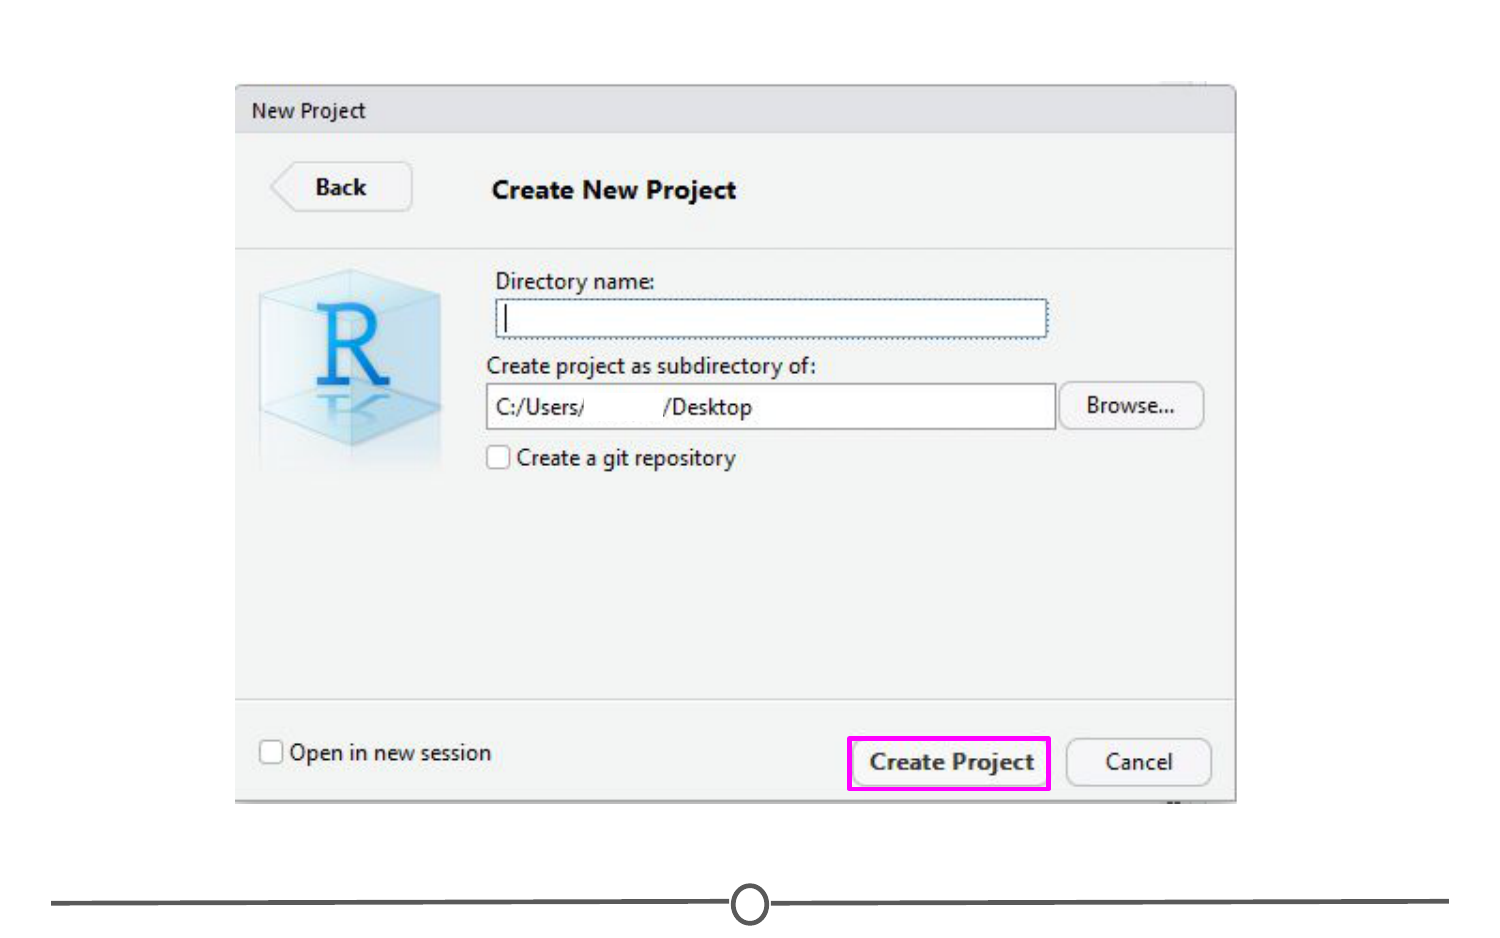 New Project
Back
Create New Project
Directory name:
Create project as subdirectory of:
C:/Users/ /Desktop
Browse...
Create a git repository
R
Open in new session
Create Project
Cancel